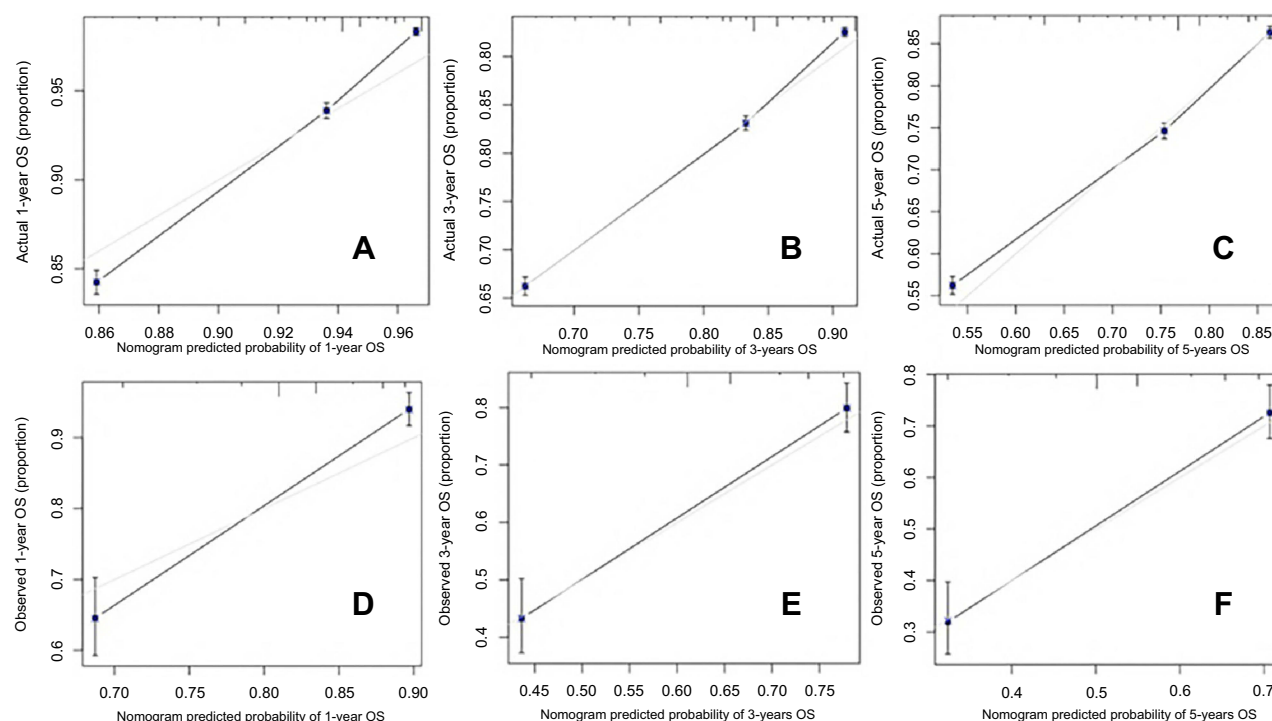 Actual 1-year OS (proportion)
0.95
0.90
0.85
A
0.86 0.88 0.90 0.92 0.94 0.96
Nomogram predicted probability of 1-year OS
Actual 3-year OS (proportion)
0.80
0.85
0.80
0.75
0.70
0.65
B
0.70 0.80 0.85 0.90
Nomogram predicted probability of 3-years OS
Actual 5-year OS (proportion)
0.85
0.80
0.75
0.70
0.65
0.60
0.55
C
0.55 0.60 0.65 0.70 0.75 0.80 0.85
Nomogram predicted probability of 5-years OS
Observed 1-year OS (proportion)
0.9
0.8
0.7
0.6
D
0.70 0.75 0.80 0.85 0.90
Nomogram predicted probability of 1-year OS
Observed 3-year OS (proportion)
0.8
0.7
0.6
0.5
0.4
E
0.45 0.50 0.55 0.60 0.65 0.70 0.75
Nomogram predicted probability of 3-years OS
Observed 5-year OS (proportion)
0.8
0.7
0.6
0.5
0.4
0.3
F
0.4 0.5 0.6 0.7
Nomogram predicted probability of 5-years OS